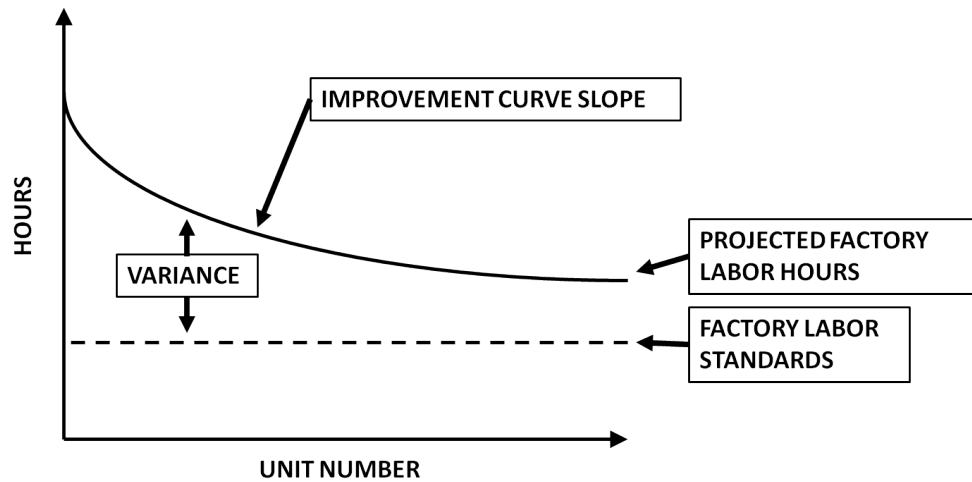 IMPROVEMENT CURVE SLOPE
HOURS
VARIANCE
PROJECTED FACTORY
LABOR HOURS
FACTORY LABOR
STANDARDS
UNIT NUMBER